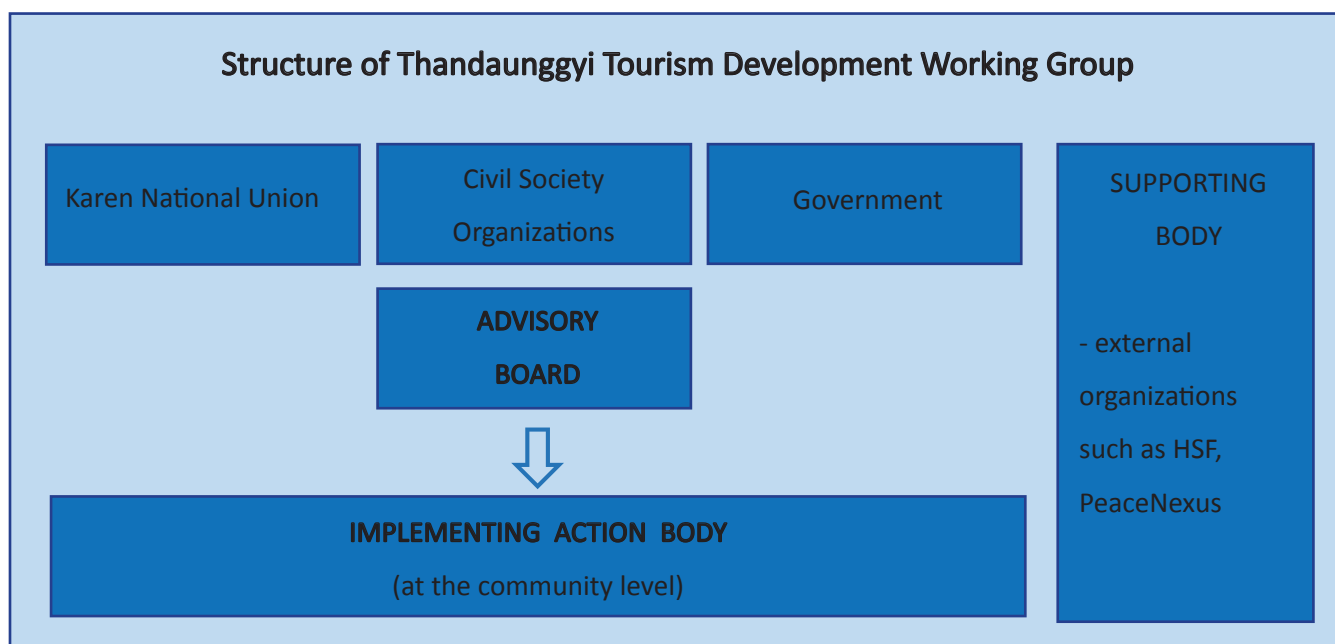 Structure of Thandaunggyi Tourism Development Working Group
Karen National Union
Civil Society
Organizations
Government
SUPPORTING
BODY
- external
organizations
such as HSF,
PeaceNexus
ADVISORY
BOARD
IMPLEMENTING ACTION BODY
(at the community level)